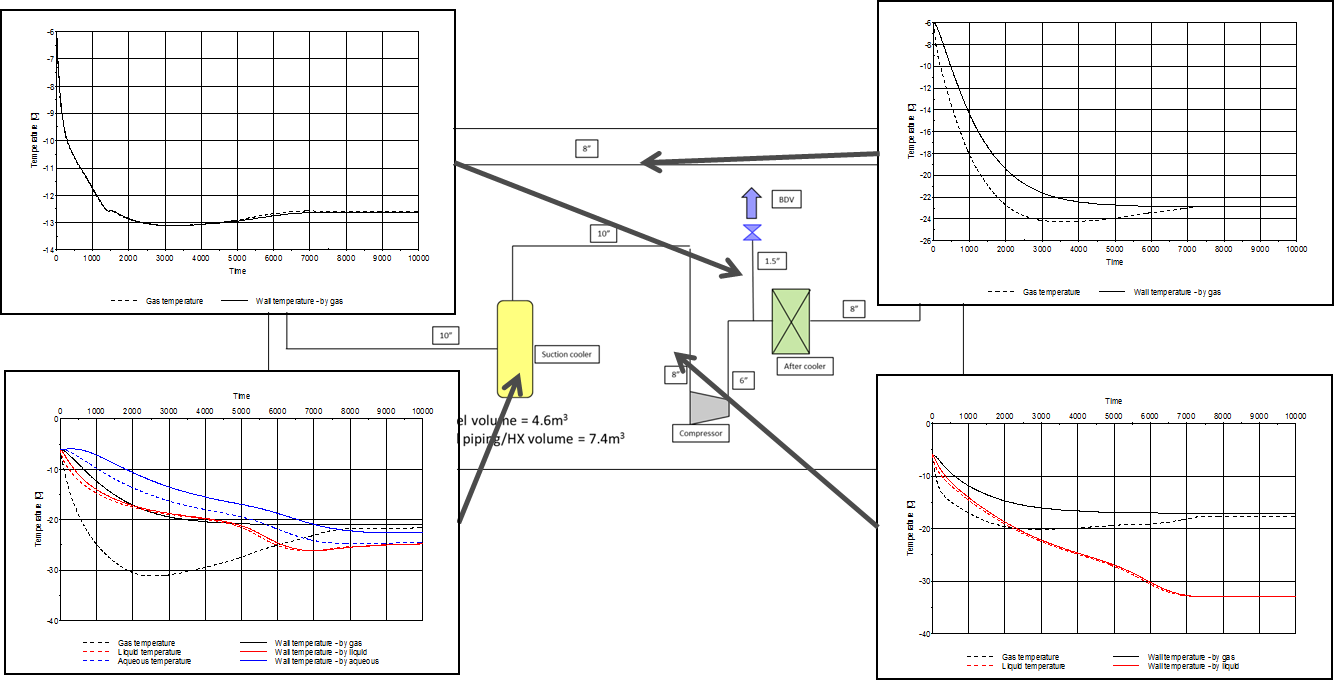 -6
-7
-8
-9
-10
-11
-12
-13
-14
Temperature [C]
0 1000 2000 3000 4000 5000 6000 7000 8000 9000 10000
Time
Gas temperature Wall temperature - by gas
-6
-8
-10
-12
-14
-16
-18
-20
-22
-24
-26
Temperature [C]
0 1000 2000 3000 4000 5000 6000 7000 8000 9000 10000
Time
Gas temperature Wall temperature - by gas
8"
BDV
10"
1.5"
8"
10"
Suction cooler
After cooler
8"
6"
Compressor
el volume = 4.6m³
piping/HX volume = 7.4m³
Time
0 1000 2000 3000 4000 5000 6000 7000 8000 9000 10000
0
-10
-20
-30
-40
Temperature [C]
Gas temperature Wall temperature - by gas
Liquid temperature Wall temperature - by liquid
Aqueous temperature Wall temperature - by aqueous
Time
0 1000 2000 3000 4000 5000 6000 7000 8000 9000 10000
0
-10
-20
-30
-40
Temperature [C]
Gas temperature Wall temperature - by gas
Liquid temperature Wall temperature - by liquid